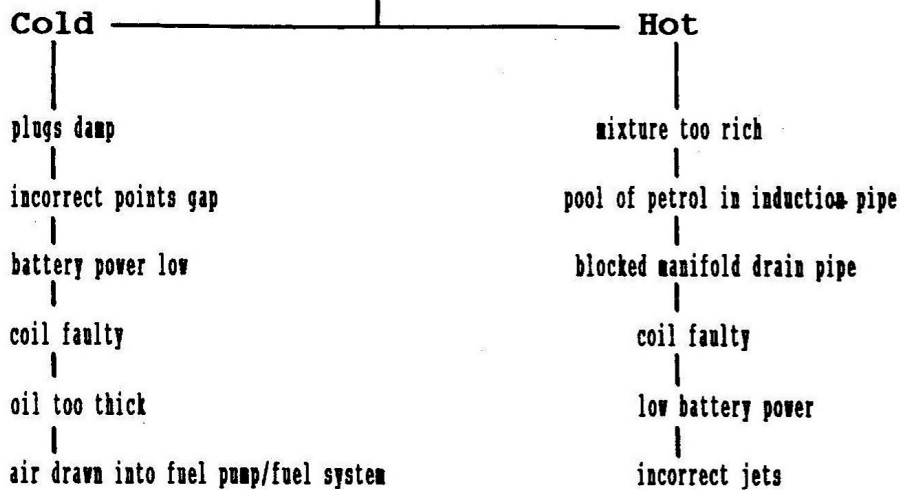 Cold
Hot
plugs damp
mixture too rich
incorrect points gap
pool of petrol in induction pipe
battery power low
blocked manifold drain pipe
coil faulty
coil faulty
oil too thick
low battery power
air drawn into fuel pump/fuel system
incorrect jets